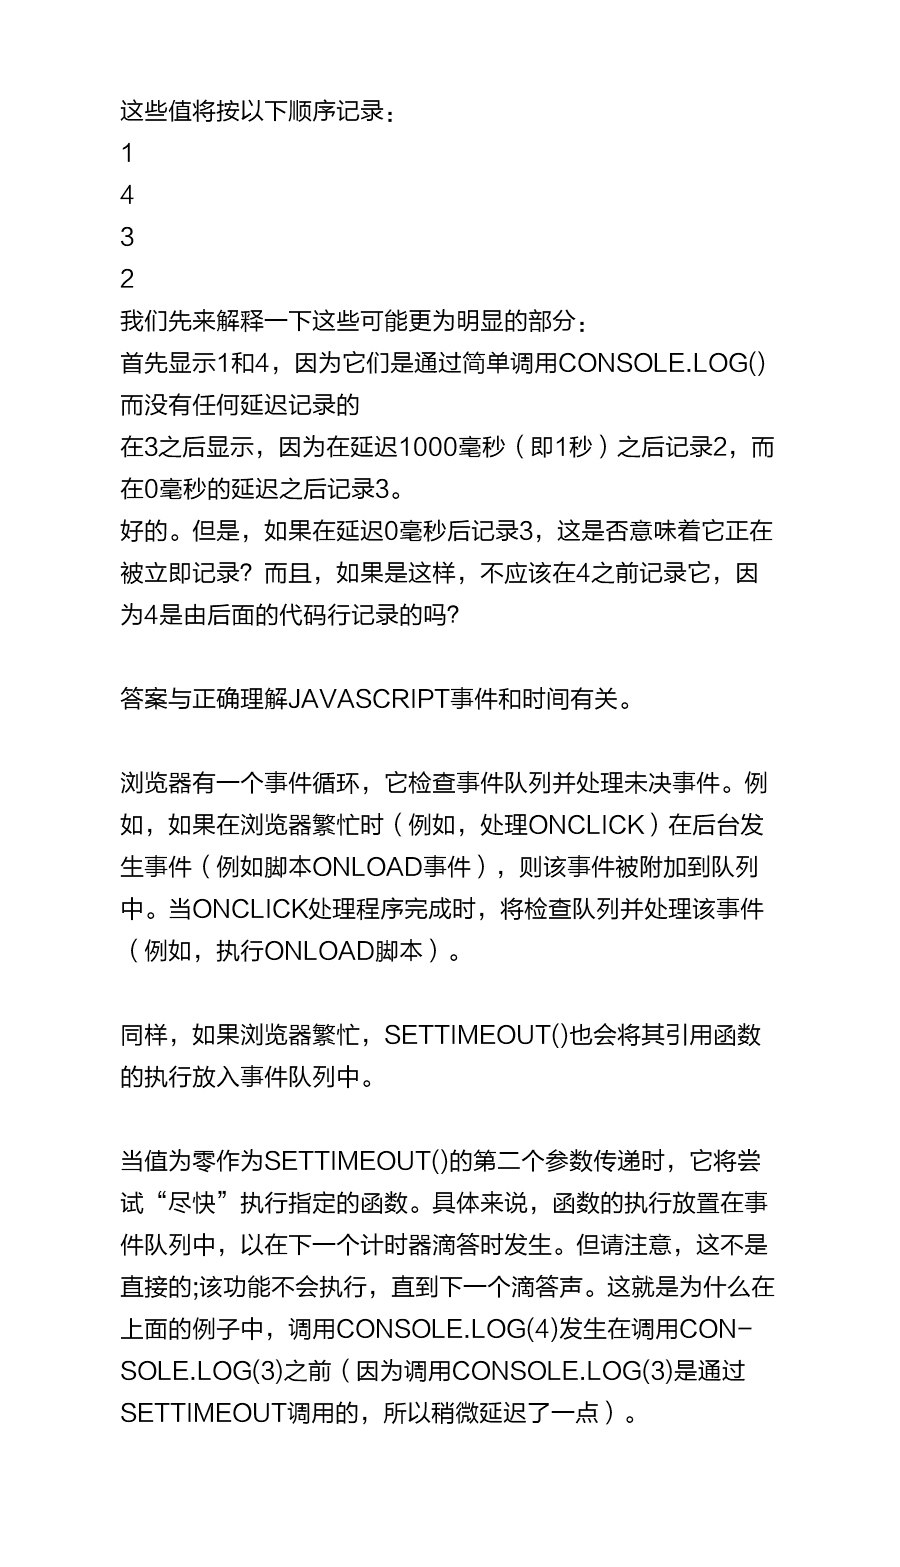 这些值将按以下顺序记录：
1
4
3
2
我们先来解释一下这些可能更为明显的部分：
首先显示1和4，因为它们是通过简单调用CONSOLE.LOG()
而没有任何延迟记录的
在3之后显示，因为在延迟1000毫秒（即1秒）之后记录2，而
在0毫秒的延迟之后记录3。
好的。但是，如果在延迟0毫秒后记录3，这是否意味着它正在
被立即记录？而且，如果是这样，不应该在4之前记录它，因
为4是由后面的代码行记录的吗？
答案与正确理解JAVASCRIPT事件和时间有关。
浏览器有一个事件循环，它检查事件队列并处理未决事件。例
如，如果在浏览器繁忙时（例如，处理ONCLICK）在后台发
生事件（例如脚本ONLOAD事件），则该事件被附加到队列
中。当ONCLICK处理程序完成时，将检查队列并处理该事件
（例如，执行ONLOAD脚本）。
同样，如果浏览器繁忙，SETTIMEOUT()也会将其引用函数
的执行放入事件队列中。
当值为零作为SETTIMEOUT()的第二个参数传递时，它将尝
试“尽快”执行指定的函数。具体来说，函数的执行放置在事
件队列中，以在下一个计时器滴答时发生。但请注意，这不是
直接的;该功能不会执行，直到下一个滴答声。这就是为什么在
上面的例子中，调用CONSOLE.LOG(4)发生在调用CON-
SOLE.LOG(3)之前（因为调用CONSOLE.LOG(3)是通过
SETTIMEOUT调用的，所以稍微延迟了一点）。